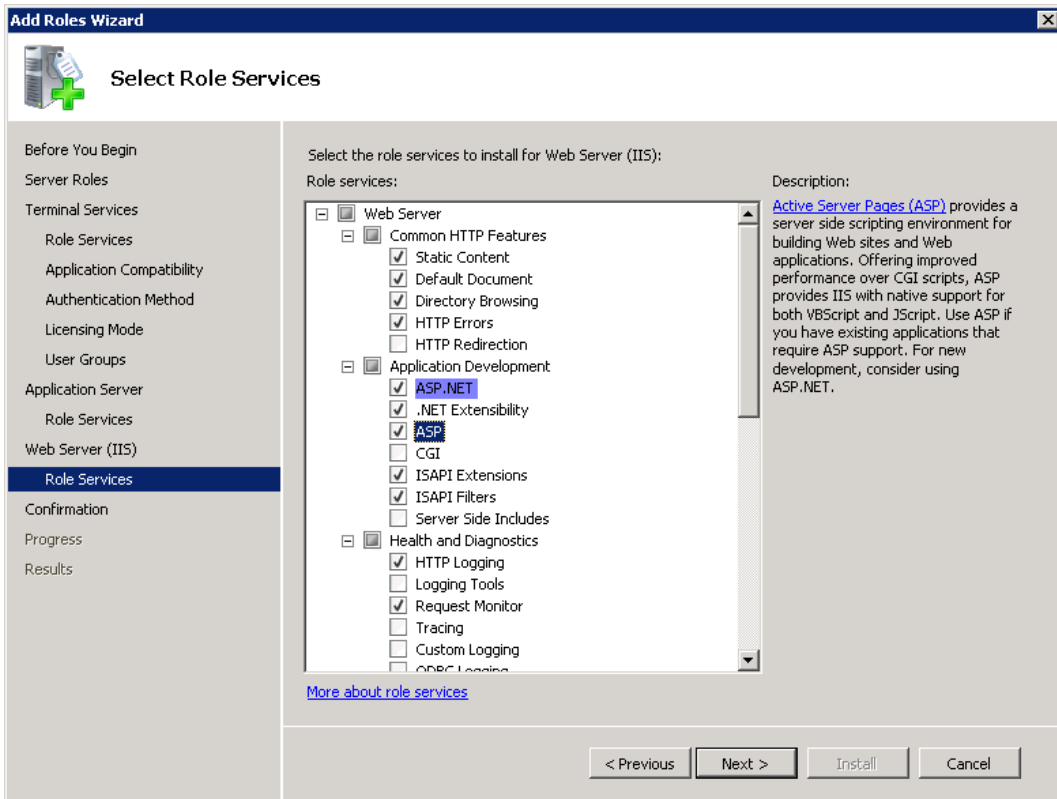 Add Roles Wizard
Select Role Services
Before You Begin
Server Roles
Terminal Services
Role Services
Application Compatibility
Authentication Method
Licensing Mode
User Groups
Application Server
Role Services
Web Server (IIS)
Role Services
Confirmation
Progress
Results
Select the role services to install for Web Server (IIS):
Role services:
Web Server
Common HTTP Features
Static Content
Default Document
Directory Browsing
HTTP Errors
HTTP Redirection
Application Development
ASP.NET
.NET Extensibility
ASP
CGI
ISAPI Extensions
ISAPI Filters
Server Side Includes
Health and Diagnostics
HTTP Logging
Logging Tools
Request Monitor
Tracing
Custom Logging
ODBC Logging
More about role services
Description:
Active Server Pages (ASP) provides a
server side scripting environment for
building Web sites and Web
applications. Offering improved
performance over CGI scripts, ASP
provides IIS with native support for
both VBScript and JScript. Use ASP if
you have existing applications that
require ASP support. For new
development, consider using
ASP.NET.
< Previous
Next >
Install
Cancel